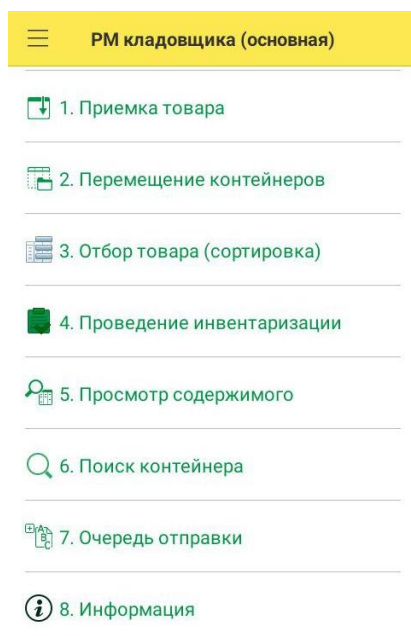 РМ кладовщика (основная)
1. Приемка товара
2. Перемещение контейнеров
3. Отбор товара (сортировка)
4. Проведение инвентаризации
5. Просмотр содержимого
6. Поиск контейнера
7. Очередь отправки
8. Информация